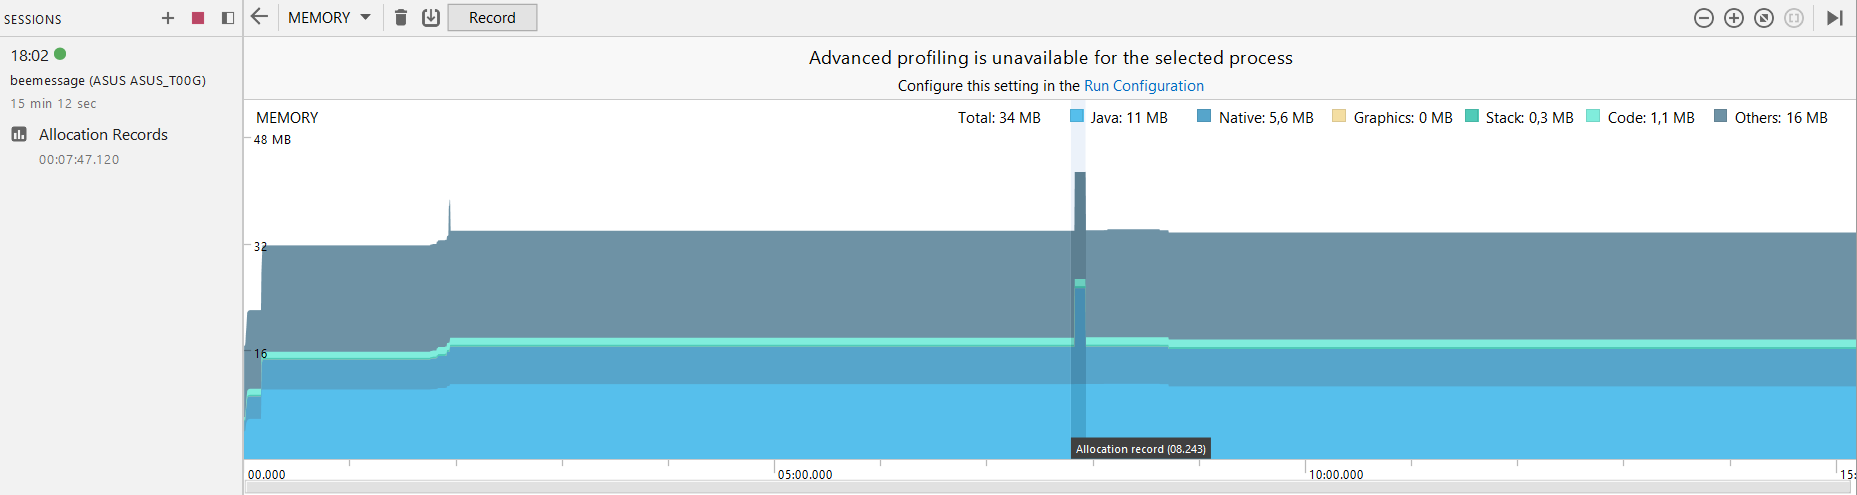 SESSIONS
MEMORY
Record
18:02
beemessage (ASUS ASUS_T00G)
15 min 12 sec
Allocation Records
00:07:47.120
Advanced profiling is unavailable for the selected process
Configure this setting in the Run Configuration
MEMORY
Total: 34 MB
Java: 11 MB
Native: 5,6 MB
Graphics: 0 MB
Stack: 0,3 MB
Code: 1,1 MB
Others: 16 MB
48 MB
32
16
Allocation record (08.243)
00.000
05:00.000
10:00.000
15: